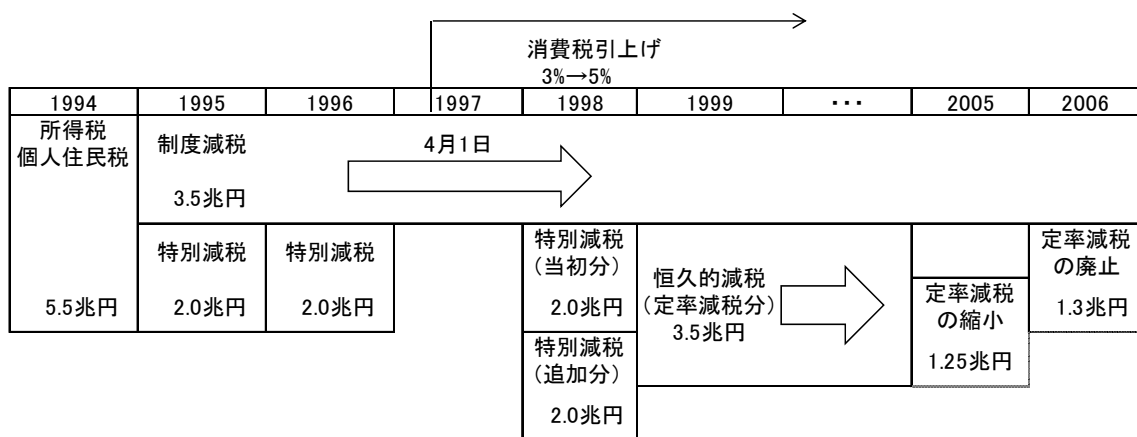 消費税引上げ
3%→5%
1994 1995 1996 1997 1998 1999 ・・・ 2005 2006
所得税
個人住民税
5.5兆円
制度減税
3.5兆円
4月1日
特別減税
2.0兆円
特別減税
2.0兆円
特別減税
（当初分）
2.0兆円
特別減税
（追加分）
2.0兆円
恒久的減税
（定率減税分）
3.5兆円
定率減税
の縮小
1.25兆円
定率減税
の廃止
1.3兆円